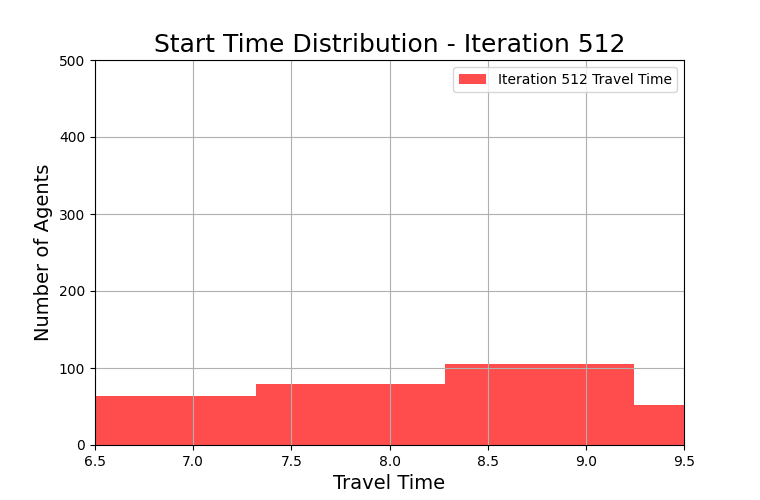 Start Time Distribution - Iteration 512
Iteration 512 Travel Time
Number of Agents
500
400
300
200
100
0
6.5 7.0 7.5 8.0 8.5 9.0 9.5
Travel Time